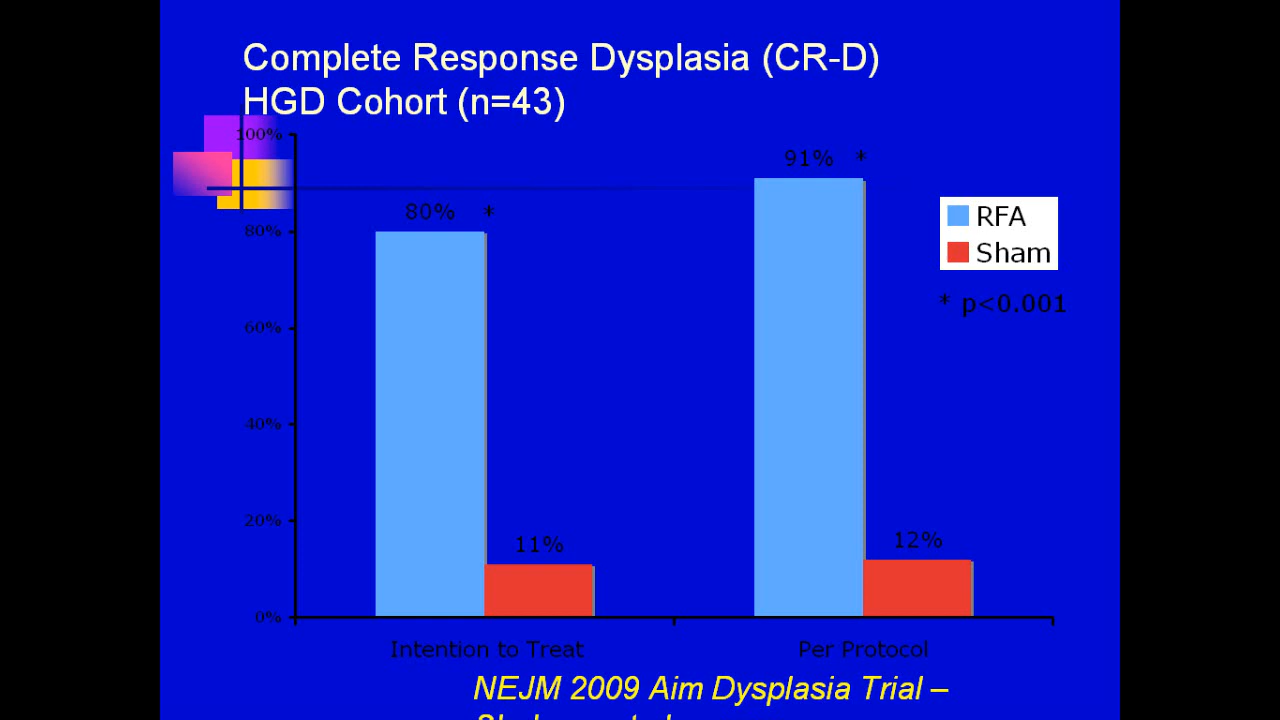 Complete Response Dysplasia (CR-D)
HGD Cohort (n=43)
100%
80%
60%
40%
20%
0%
80% *
11%
91% *
12%
RFA
Sham
* p<0.001
Intention to Treat
Per Protocol
NEJM 2009 Aim Dysplasia Trial –